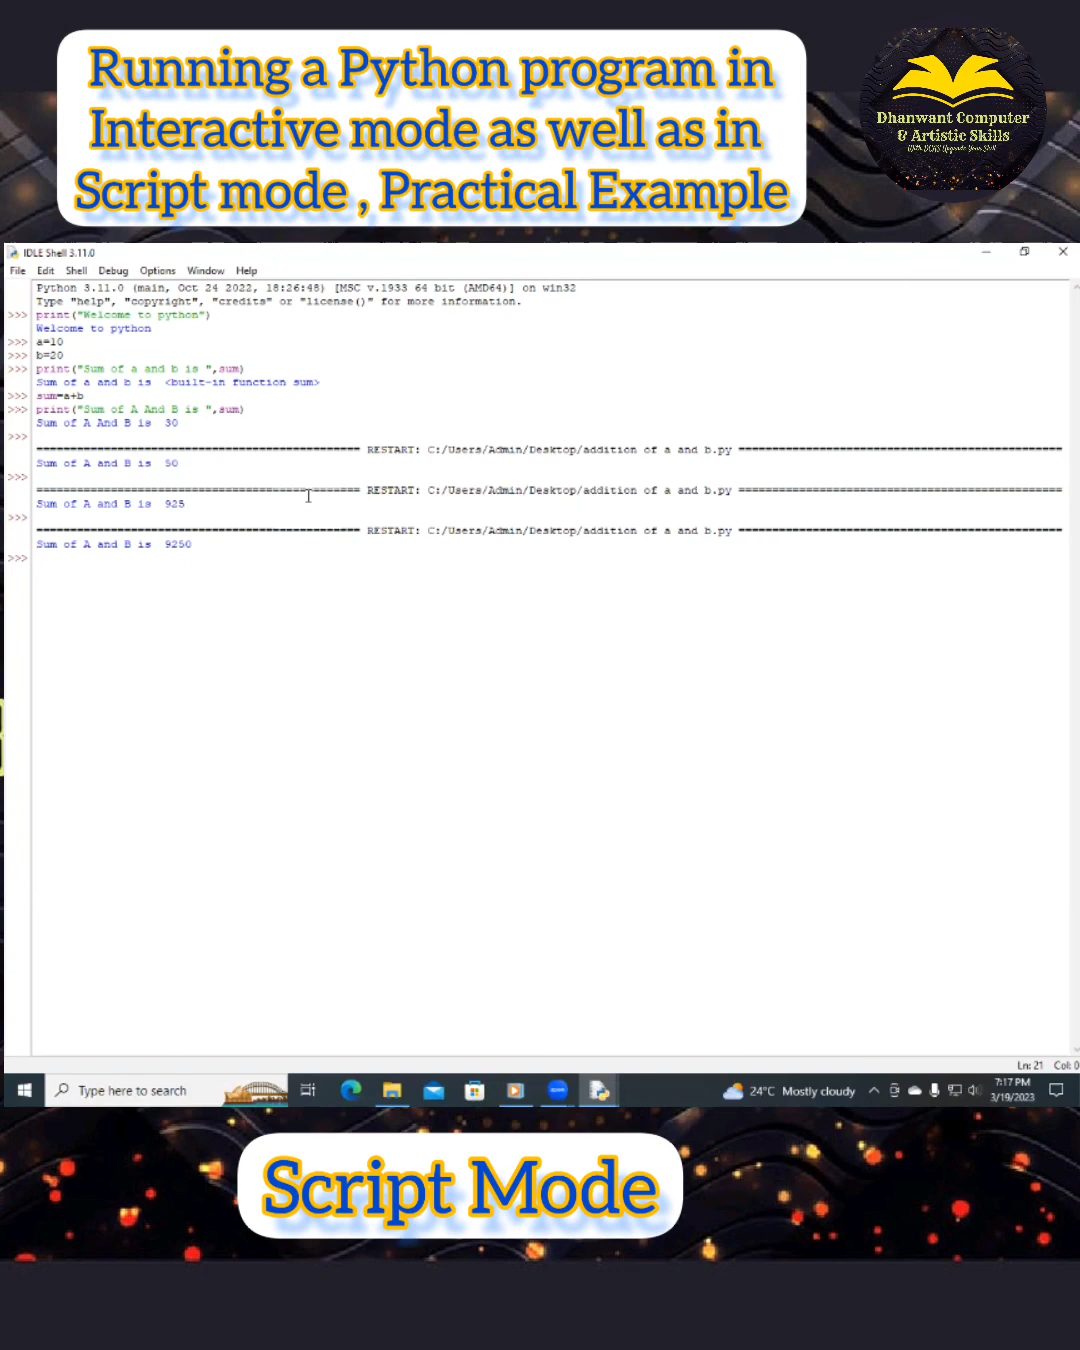 Running a Python program in
Interactive mode as well as in
Script mode , Practical Example
Dhanwant Computer
& Artistic Skills
With DCAS Upgrade Your Skill
IDLE Shell 3.11.0
File Edit Shell Debug Options Window Help
Python 3.11.0 (main, Oct 24 2022, 18:26:48) [MSC v.1933 64 bit (AMD64)] on win32
Type "help", "copyright", "credits" or "license()" for more information.
>>> print("Welcome to python")
Welcome to python
>>> a=10
>>> b=20
>>> print("Sum of a and b is ",sum)
Sum of a and b is  <built-in function sum>
>>> sum=a+b
>>> print("Sum of A And B is ",sum)
Sum of A And B is  30
>>>
RESTART: C:/Users/Admin/Desktop/addition of a and b.py
Sum of A and B is  50
>>>
RESTART: C:/Users/Admin/Desktop/addition of a and b.py
Sum of A and B is  925
>>>
RESTART: C:/Users/Admin/Desktop/addition of a and b.py
Sum of A and B is  9250
>>>
Ln: 21 Col: 0
Type here to search
zoom
24°C Mostly cloudy
7:17 PM
3/19/2023
Script Mode